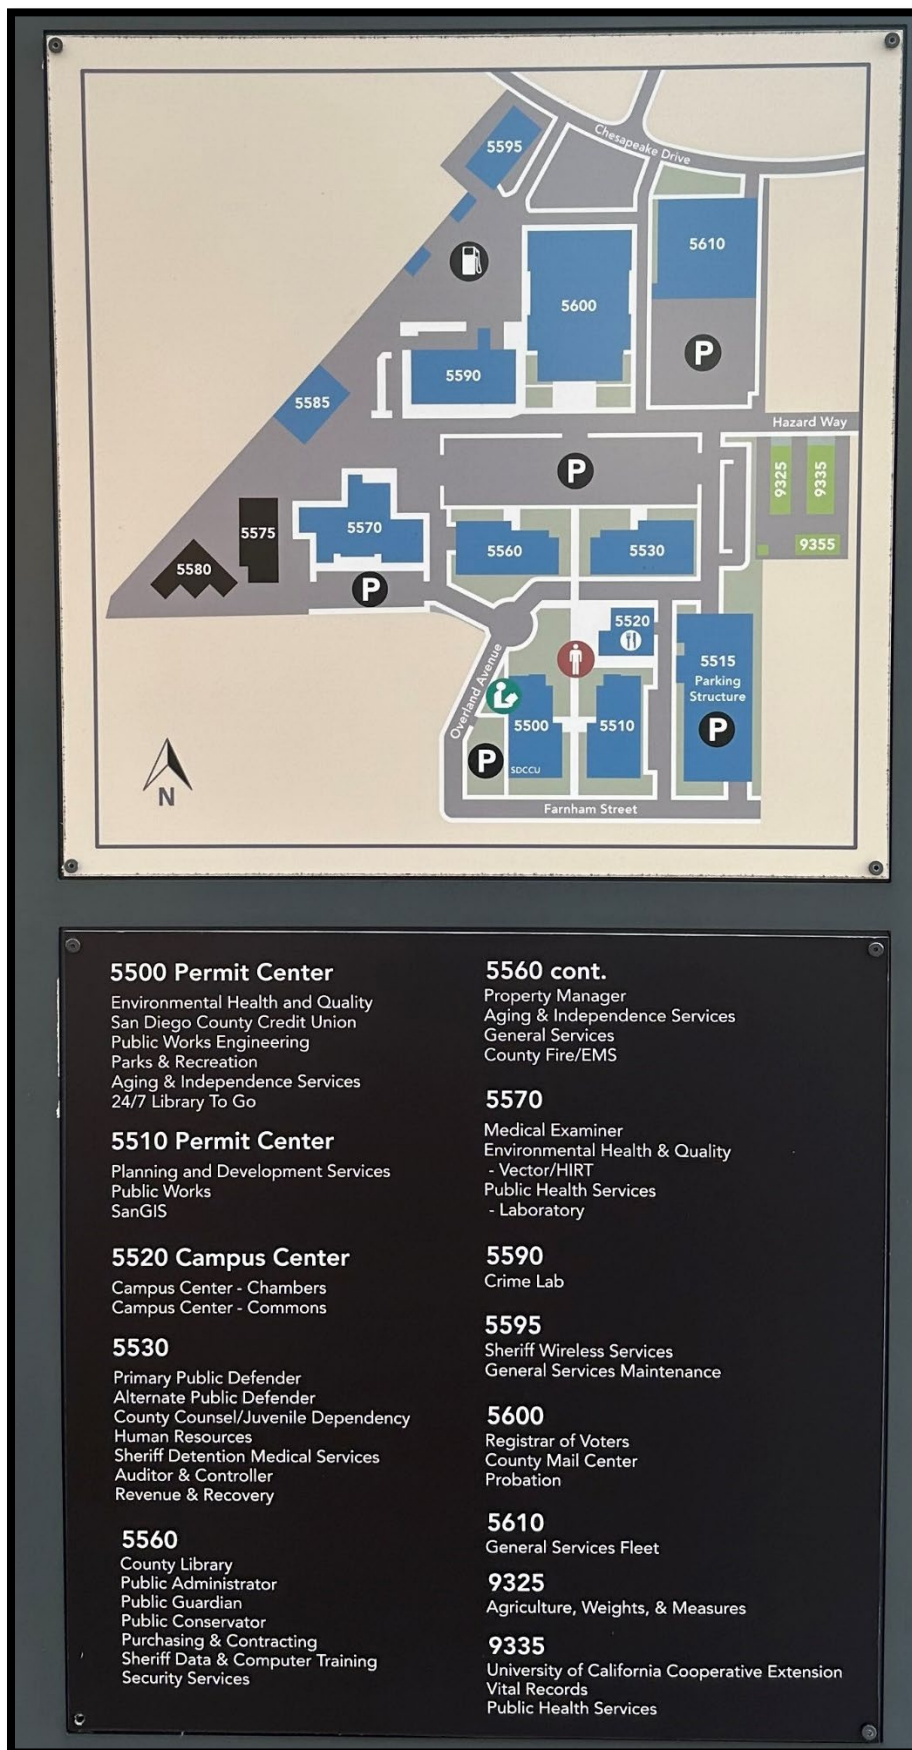 Chesapeake Drive
5595
5610
5600
P
5590
5585
Hazard Way
P
9325
9335
5575
5570
5560
5530
9355
5580
P
5520
Overland Avenue
5515
Parking
Structure
P
5500
5510
P
SDCCU
N
Farnham Street
5500 Permit Center
Environmental Health and Quality
San Diego County Credit Union
Public Works Engineering
Parks & Recreation
Aging & Independence Services
24/7 Library To Go
5510 Permit Center
Planning and Development Services
Public Works
SanGIS
5520 Campus Center
Campus Center - Chambers
Campus Center - Commons
5530
Primary Public Defender
Alternate Public Defender
County Counsel/Juvenile Dependency
Human Resources
Sheriff Detention Medical Services
Auditor & Controller
Revenue & Recovery
5560
County Library
Public Administrator
Public Guardian
Public Conservator
Purchasing & Contracting
Sheriff Data & Computer Training
Security Services
5560 cont.
Property Manager
Aging & Independence Services
General Services
County Fire/EMS
5570
Medical Examiner
Environmental Health & Quality
- Vector/HIRT
Public Health Services
- Laboratory
5590
Crime Lab
5595
Sheriff Wireless Services
General Services Maintenance
5600
Registrar of Voters
County Mail Center
Probation
5610
General Services Fleet
9325
Agriculture, Weights, & Measures
9335
University of California Cooperative Extension
Vital Records
Public Health Services